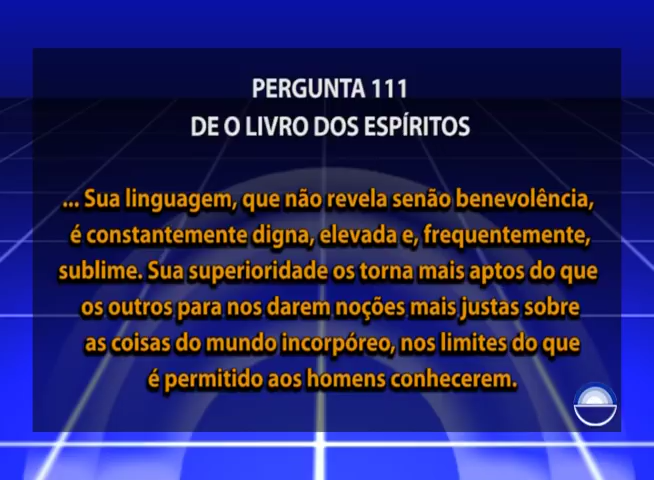 PERGUNTA 111
DE O LIVRO DOS ESPÍRITOS
... Sua linguagem, que não revela senão benevolência,
é constantemente digna, elevada e, frequentemente,
sublime. Sua superioridade os torna mais aptos do que
os outros para nos darem noções mais justas sobre
as coisas do mundo incorpóreo, nos limites do que
é permitido aos homens conhecerem.